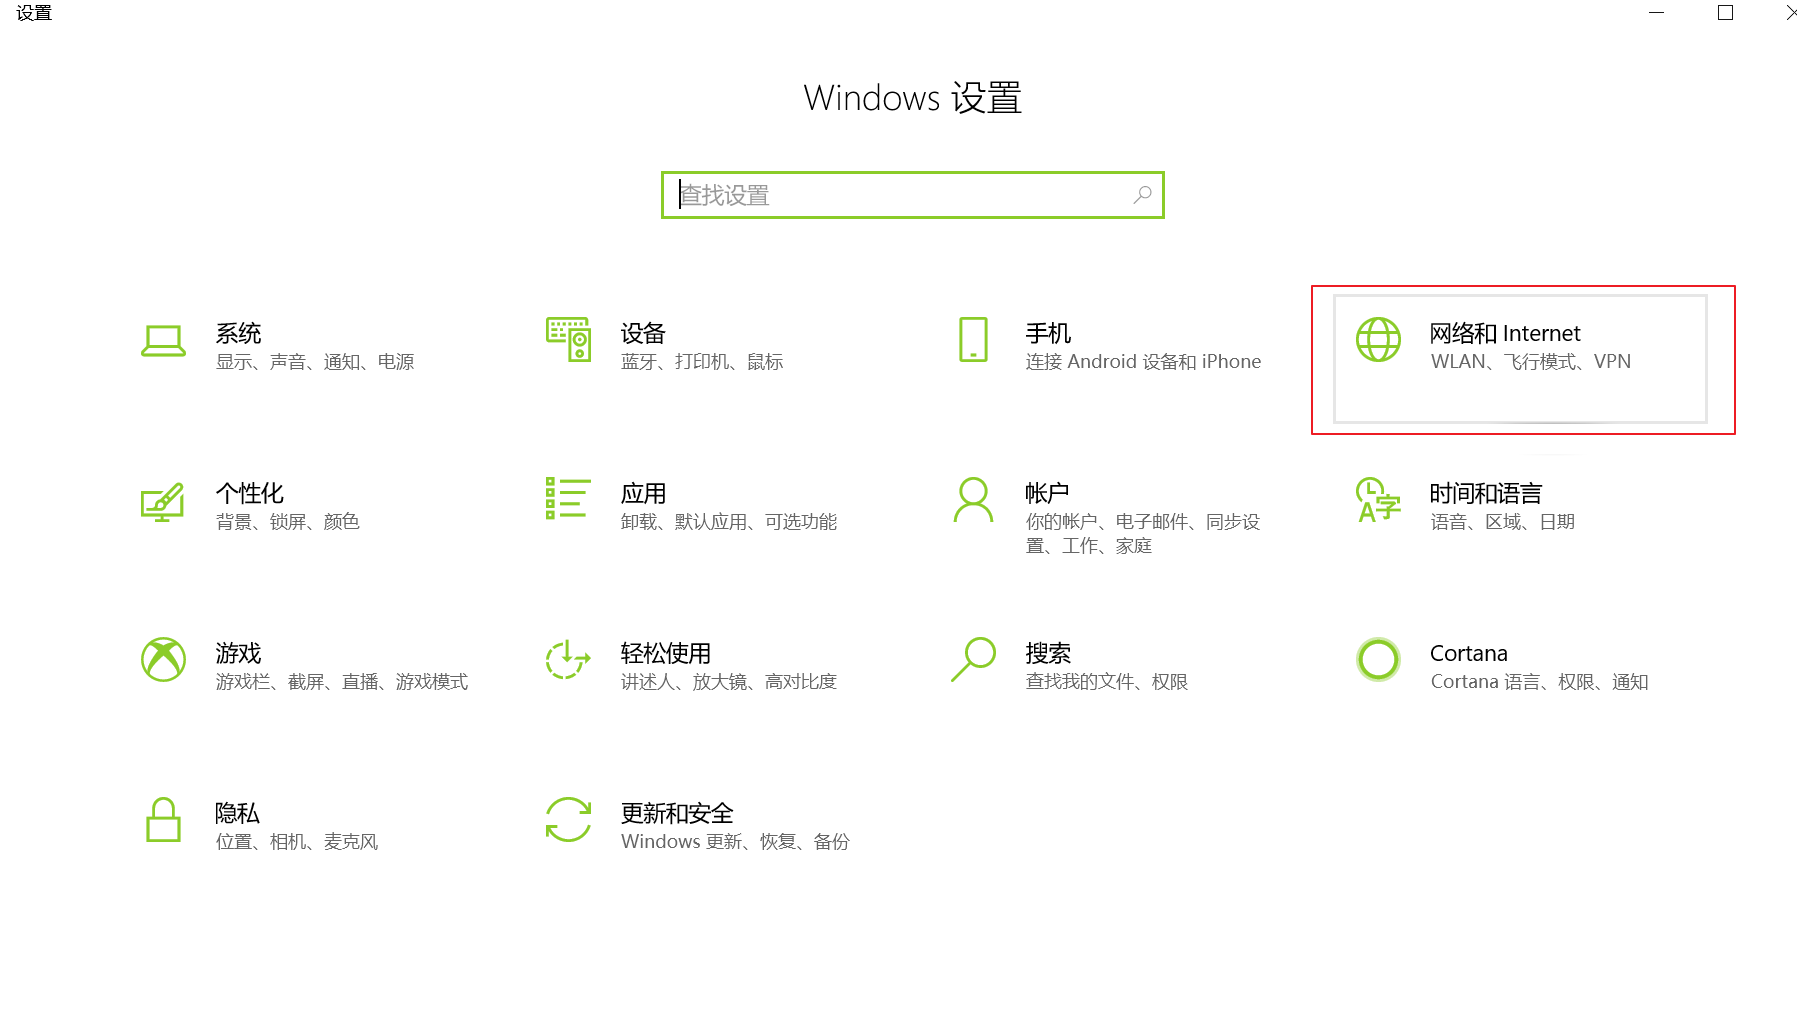 设置
Windows 设置
查找设置
系统
显示、声音、通知、电源
设备
蓝牙、打印机、鼠标
手机
连接 Android 设备和 iPhone
网络和 Internet
WLAN、飞行模式、VPN
个性化
背景、锁屏、颜色
应用
卸载、默认应用、可选功能
帐户
你的帐户、电子邮件、同步设
置、工作、家庭
时间和语言
语音、区域、日期
游戏
游戏栏、截屏、直播、游戏模式
轻松使用
讲述人、放大镜、高对比度
搜索
查找我的文件、权限
Cortana
Cortana 语言、权限、通知
隐私
位置、相机、麦克风
更新和安全
Windows 更新、恢复、备份